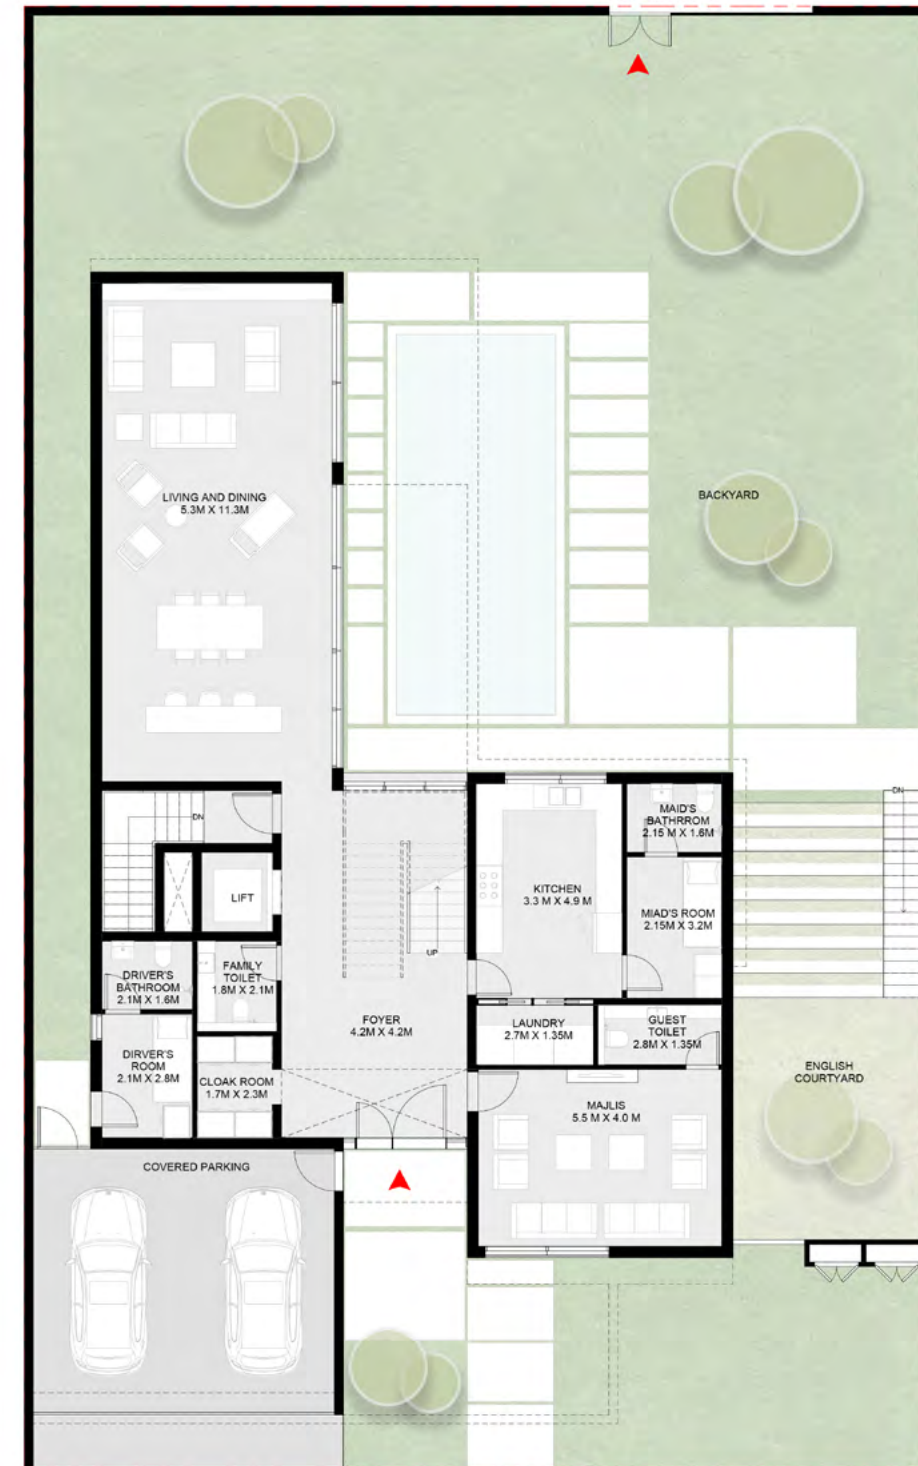 LIVING AND DINING
5.3M X 11.3M
BACKYARD
DN
DN
MAID'S
BATHRROM
2.15 M X 1.6M
KITCHEN
3.3 M X 4.9 M
LIFT
MIAD'S ROOM
2.15M X 3.2M
UP
DRIVER'S
BATHROOM
2.1M X 1.6M
FAMILY
TOILET
1.8M X 2.1M
FOYER
4.2M X 4.2M
LAUNDRY
2.7M X 1.35M
GUEST
TOILET
2.8M X 1.35M
DIRVER'S
ROOM
2.1M X 2.8M
CLOAK ROOM
1.7M X 2.3M
ENGLISH
COURTYARD
MAJLIS
5.5 M X 4.0 M
COVERED PARKING